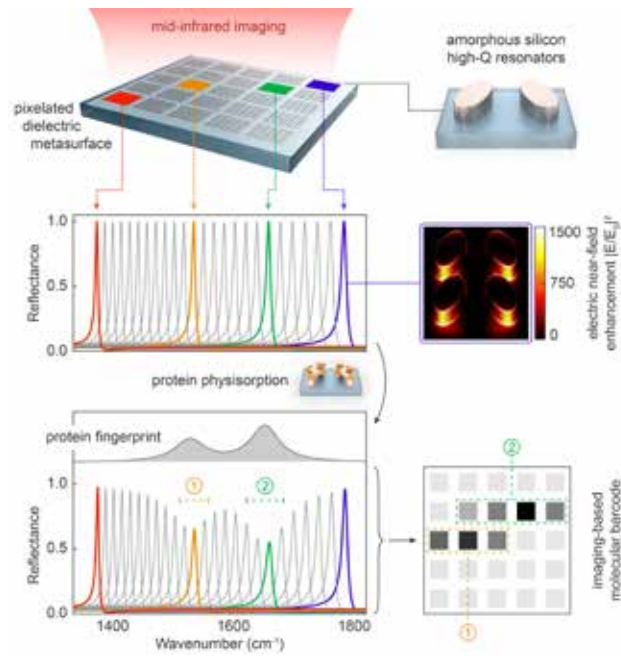 mid-infrared imaging
amorphous silicon
high-Q resonators
pixelated
dielectric
metasurface
Reflectance
1.0
0.5
0.0
1500
750
0
electric near-field
enhancement |E/E₀|²
protein physisorption
protein fingerprint
① ②
Reflectance
1.0
0.5
0.0
1400 1600 1800
Wavenumber (cm⁻¹)
②
①
imaging-based
molecular barcode